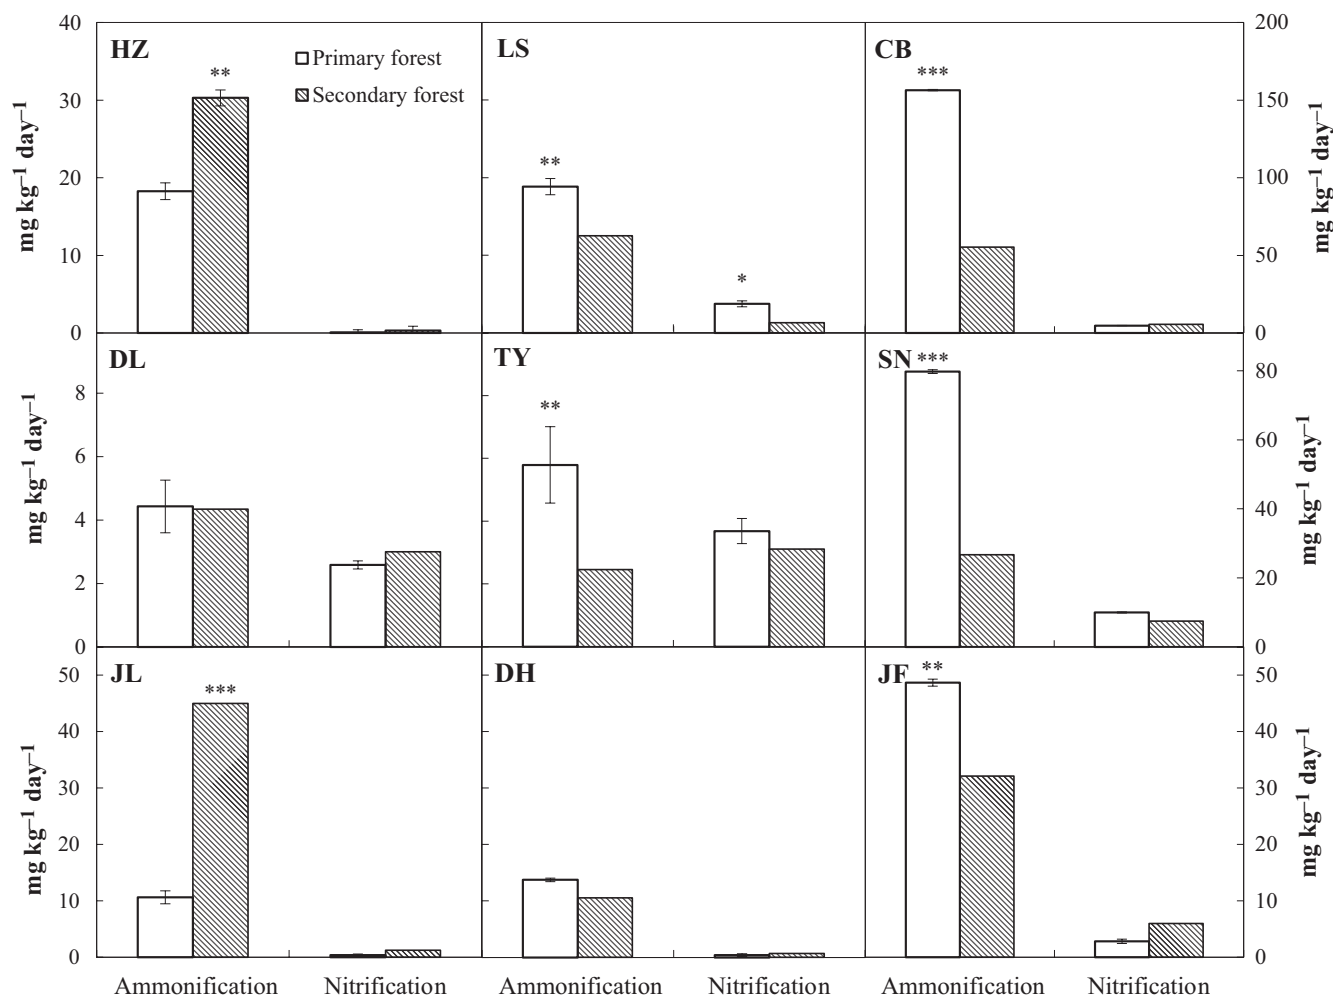 40
30
20
10
0
mg kg⁻¹ day⁻¹
HZ
**
Primary forest
Secondary forest
LS
**
*
CB
***
200
150
100
50
0
mg kg⁻¹ day⁻¹
8
6
4
2
0
mg kg⁻¹ day⁻¹
DL
TY
**
SN
***
80
60
40
20
0
mg kg⁻¹ day⁻¹
50
40
30
20
10
0
mg kg⁻¹ day⁻¹
JL
***
DH
JF
**
50
40
30
20
10
0
mg kg⁻¹ day⁻¹
Ammonification Nitrification Ammonification Nitrification Ammonification Nitrification